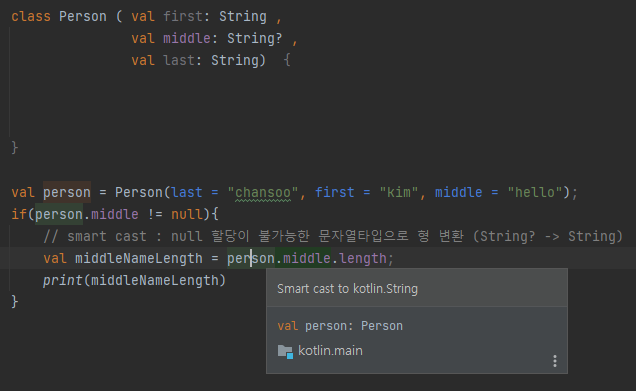 class Person ( val first: String ,
val middle: String? ,
val last: String)  {
}
val person = Person(last = "chansoo", first = "kim", middle = "hello");
if(person.middle != null){
// smart cast : null 할당이 불가능한 문자열타입으로 형 변환 (String? -> String)
val middleNameLength = person.middle.length;
print(middleNameLength)
}
Smart cast to kotlin.String
val person: Person
kotlin.main